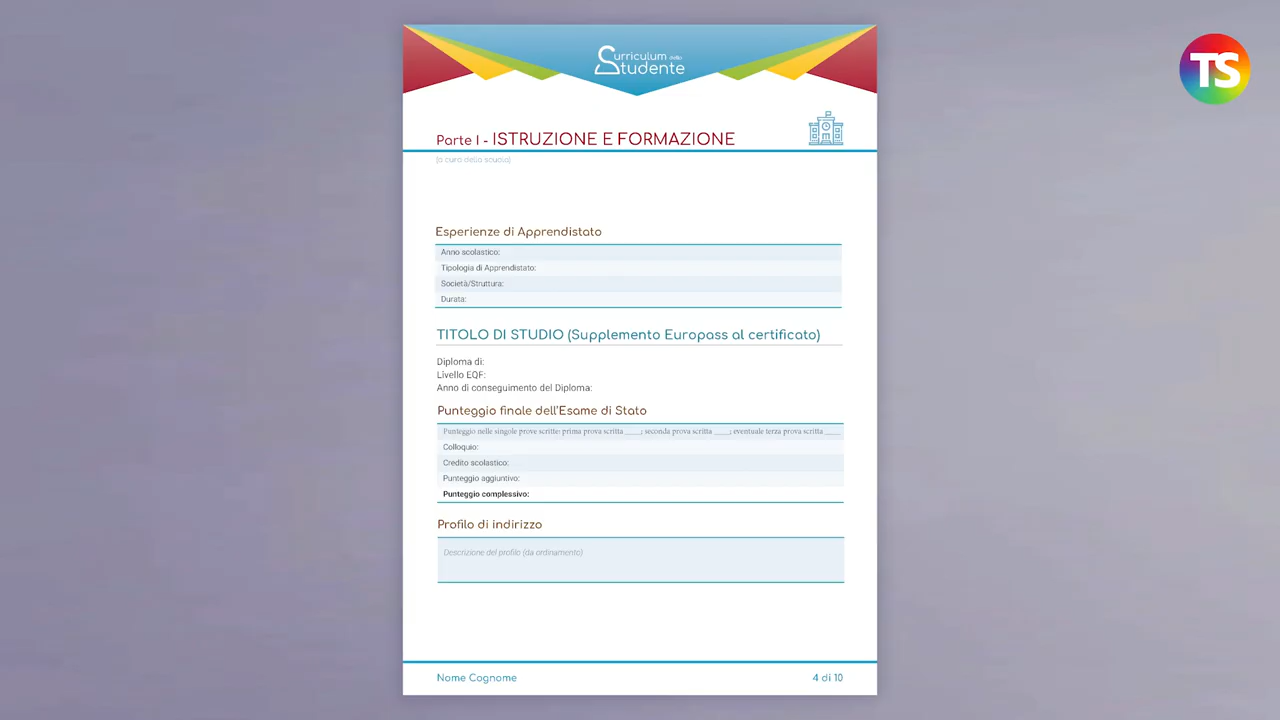 Curriculum dello
Studente
TS
Parte I - ISTRUZIONE E FORMAZIONE
(a cura della scuola)
Esperienze di Apprendistato
Anno scolastico:
Tipologia di Apprendistato:
Società/Struttura:
Durata:
TITOLO DI STUDIO (Supplemento Europass al certificato)
Diploma di:
Livello EQF:
Anno di conseguimento del Diploma:
Punteggio finale dell'Esame di Stato
Punteggio nelle singole prove scritte: prima prova scritta ____; seconda prova scritta ____; eventuale terza prova scritta ____
Colloquio:
Credito scolastico:
Punteggio aggiuntivo:
Punteggio complessivo:
Profilo di indirizzo
Descrizione del profilo (da ordinamento)
Nome Cognome
4 di 10